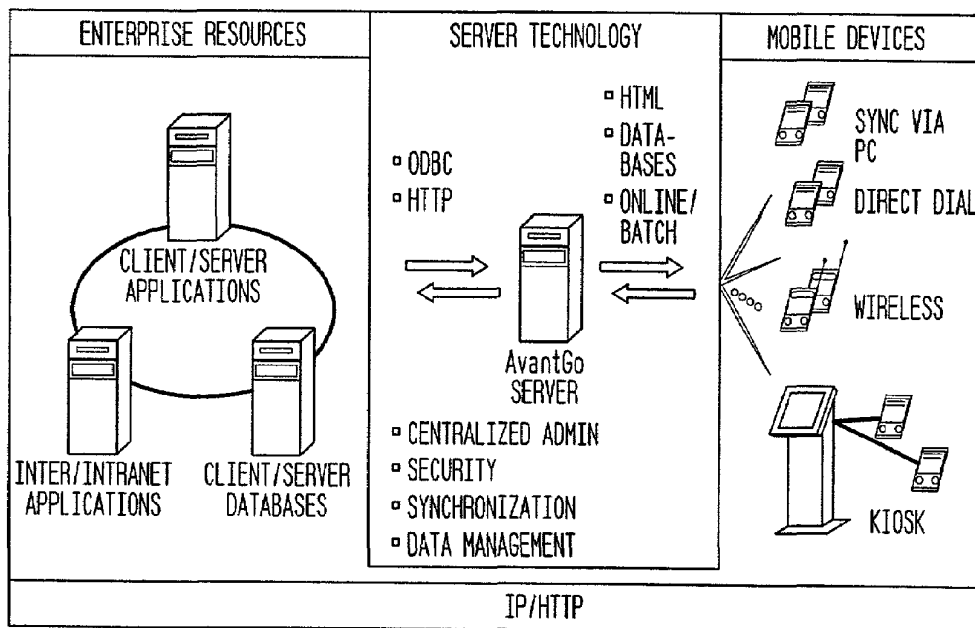 ENTERPRISE RESOURCES
CLIENT/SERVER
APPLICATIONS
INTER/INTRANET
APPLICATIONS
CLIENT/SERVER
DATABASES
SERVER TECHNOLOGY
▫ ODBC
▫ HTTP
▫ HTML
▫ DATA-
BASES
▫ ONLINE/
BATCH
AvantGo
SERVER
▫ CENTRALIZED ADMIN
▫ SECURITY
▫ SYNCHRONIZATION
▫ DATA MANAGEMENT
MOBILE DEVICES
SYNC VIA
PC
DIRECT DIAL
WIRELESS
KIOSK
IP/HTTP